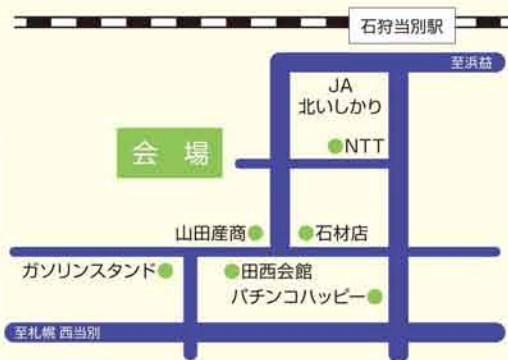 石狩当別駅
至浜益
JA
北いしかり
NTT
会 場
山田産商
石材店
ガソリンスタンド
田西会館
パチンコハッピー
至札幌 西当別